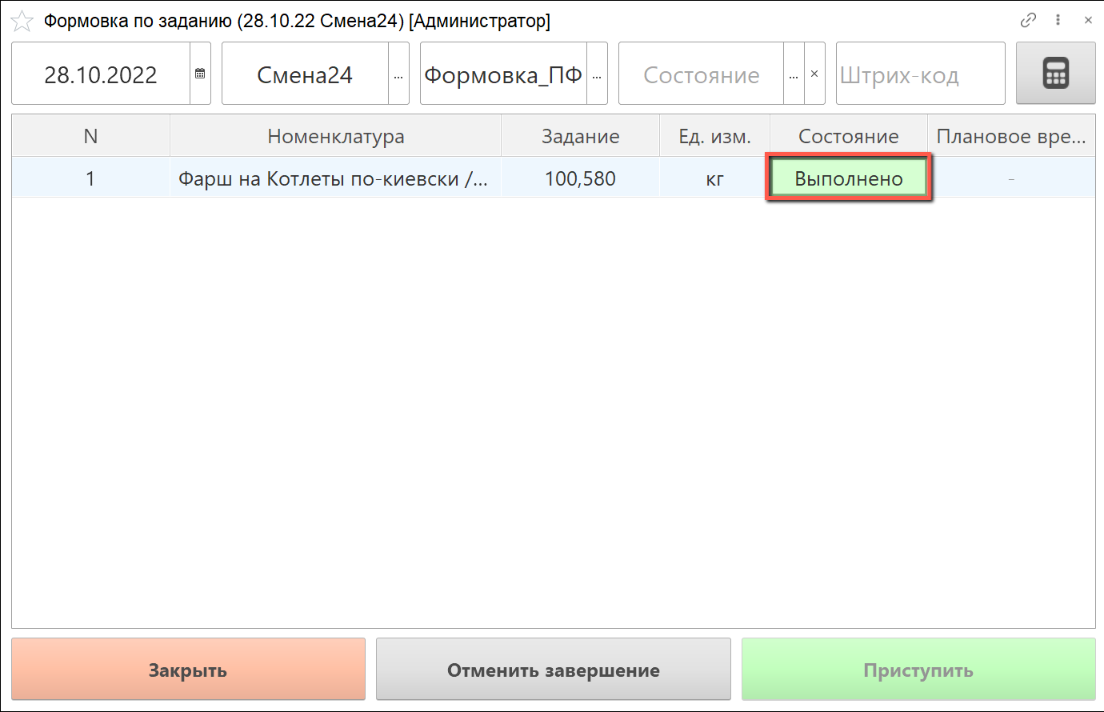 Формовка по заданию (28.10.22 Смена24) [Администратор]
28.10.2022 Смена24 ... Формовка_ПФ ... Состояние ... × Штрих-код
N Номенклатура Задание Ед. изм. Состояние Плановое вре...
1 Фарш на Котлеты по-киевски /... 100,580 кг Выполнено -
Закрыть Отменить завершение Приступить